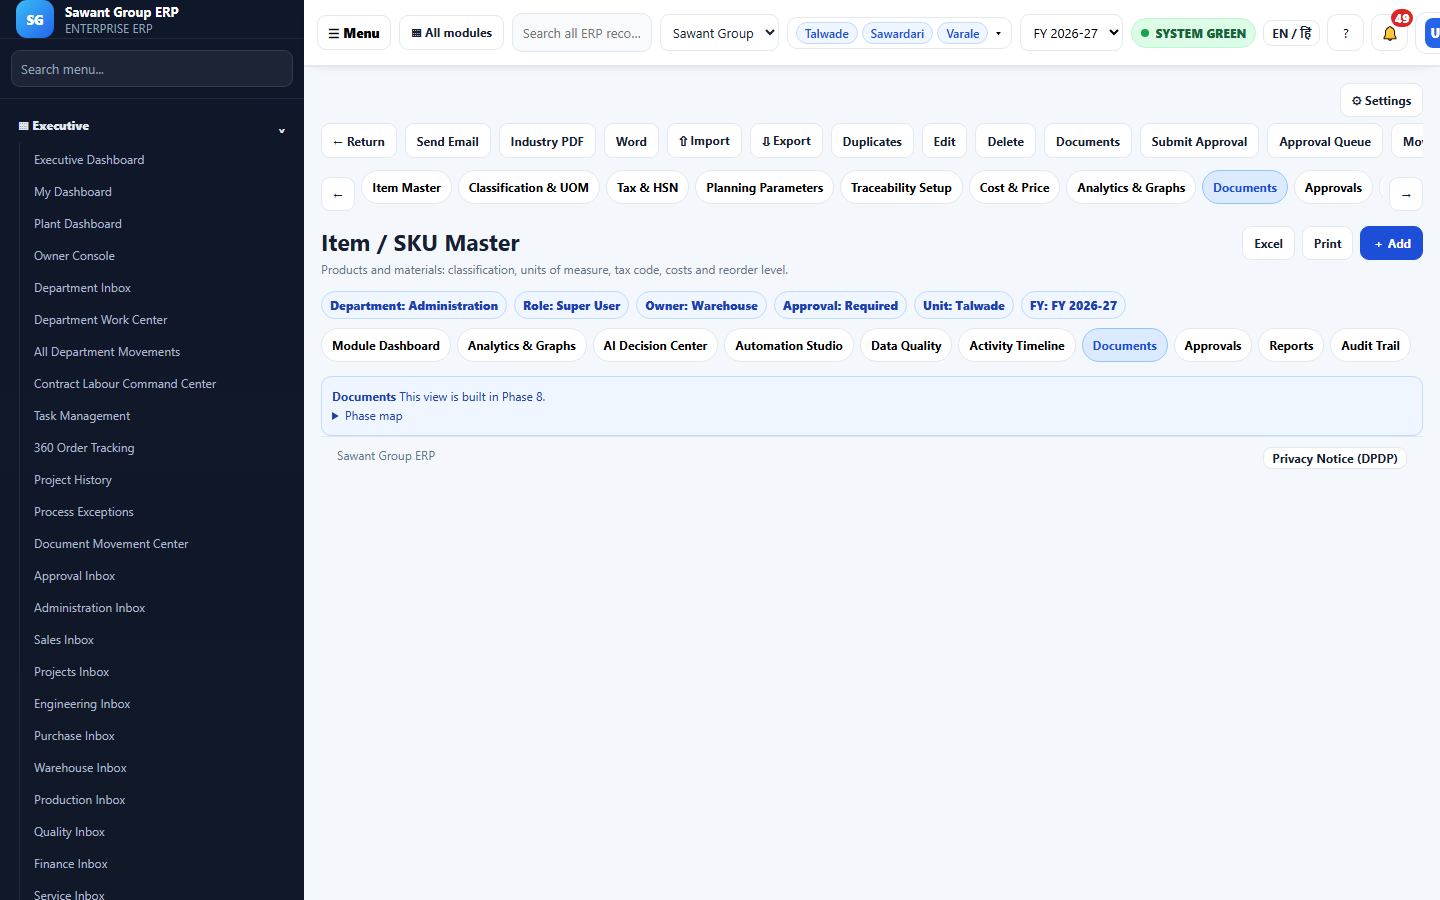 SG
Sawant Group ERP
ENTERPRISE ERP
Search menu...
Executive
Executive Dashboard
My Dashboard
Plant Dashboard
Owner Console
Department Inbox
Department Work Center
All Department Movements
Contract Labour Command Center
Task Management
360 Order Tracking
Project History
Process Exceptions
Document Movement Center
Approval Inbox
Administration Inbox
Sales Inbox
Projects Inbox
Engineering Inbox
Purchase Inbox
Warehouse Inbox
Production Inbox
Quality Inbox
Finance Inbox
Service Inbox
☰ Menu All modules Search all ERP reco... Sawant Group Talwade Sawardari Varale FY 2026-27 SYSTEM GREEN EN / हिं ? 49 U
Settings
← Return Send Email Industry PDF Word Import Export Duplicates Edit Delete Documents Submit Approval Approval Queue Mov
← Item Master Classification & UOM Tax & HSN Planning Parameters Traceability Setup Cost & Price Analytics & Graphs Documents Approvals →
Item / SKU Master Excel Print + Add
Products and materials: classification, units of measure, tax code, costs and reorder level.
Department: Administration Role: Super User Owner: Warehouse Approval: Required Unit: Talwade FY: FY 2026-27
Module Dashboard Analytics & Graphs AI Decision Center Automation Studio Data Quality Activity Timeline Documents Approvals Reports Audit Trail
Documents This view is built in Phase 8.
Phase map
Sawant Group ERP Privacy Notice (DPDP)